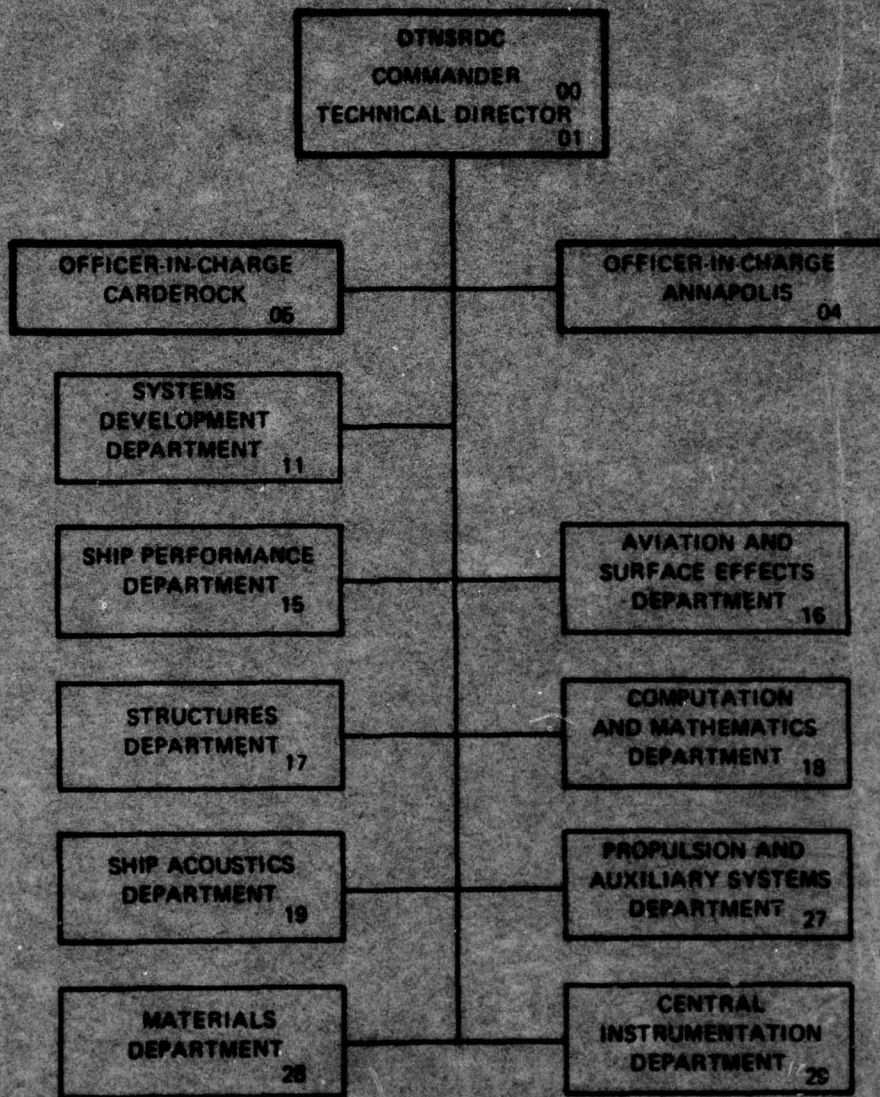 DTNSRDC
COMMANDER
00
TECHNICAL DIRECTOR
01
OFFICER-IN-CHARGE
CARDEROCK
05
OFFICER-IN-CHARGE
ANNAPOLIS
04
SYSTEMS
DEVELOPMENT
DEPARTMENT
11
SHIP PERFORMANCE
DEPARTMENT
15
AVIATION AND
SURFACE EFFECTS
DEPARTMENT
16
STRUCTURES
DEPARTMENT
17
COMPUTATION
AND MATHEMATICS
DEPARTMENT
18
SHIP ACOUSTICS
DEPARTMENT
19
PROPULSION AND
AUXILIARY SYSTEMS
DEPARTMENT
27
MATERIALS
DEPARTMENT
28
CENTRAL
INSTRUMENTATION
DEPARTMENT
29